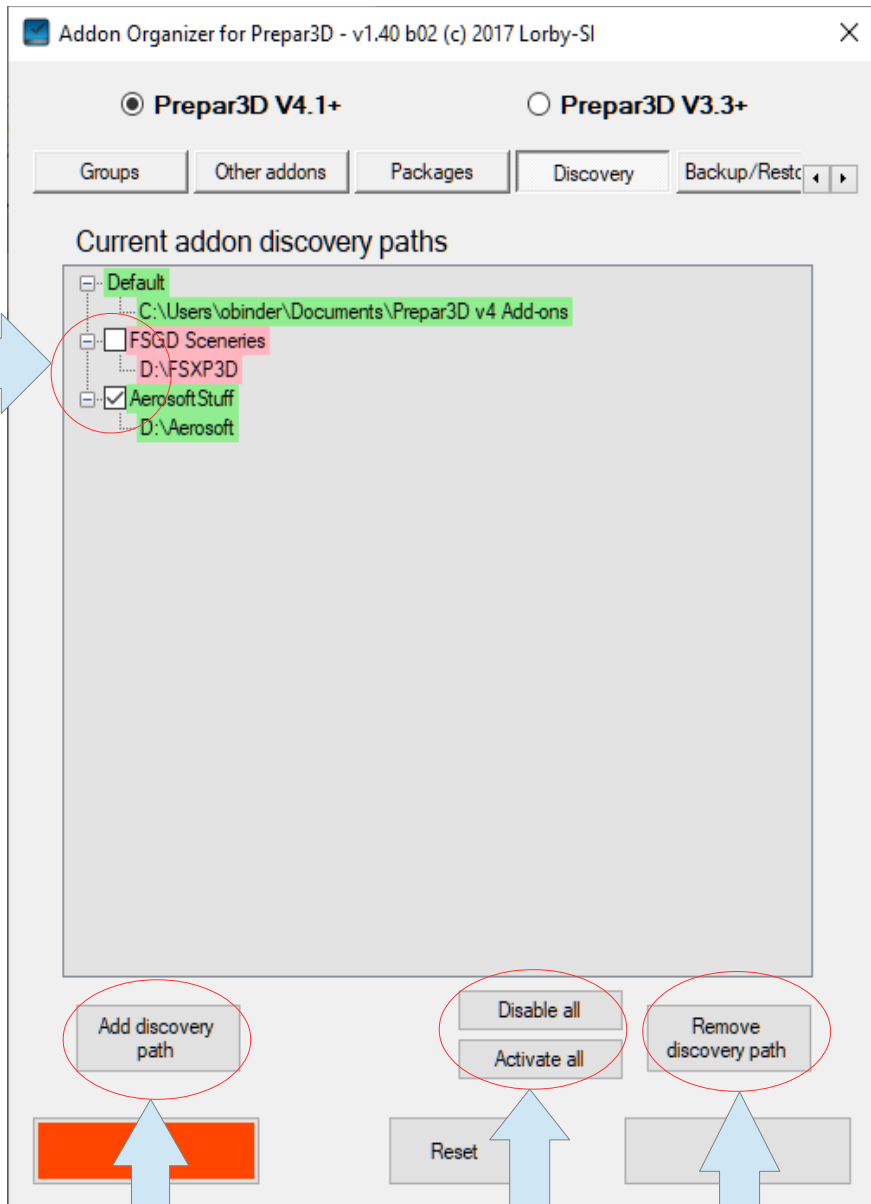 Addon Organizer for Prepar3D - v1.40 b02 (c) 2017 Lorby-SI
Prepar3D V4.1+ Prepar3D V3.3+
Groups Other addons Packages Discovery Backup/Restc
Current addon discovery paths
Default
C:\Users\obinder\Documents\Prepar3D v4 Add-ons
FSGD Sceneries
D:\FSXP3D
AerosoftStuff
D:\Aerosoft
Add discovery
path
Disable all
Activate all
Remove
discovery path
Reset